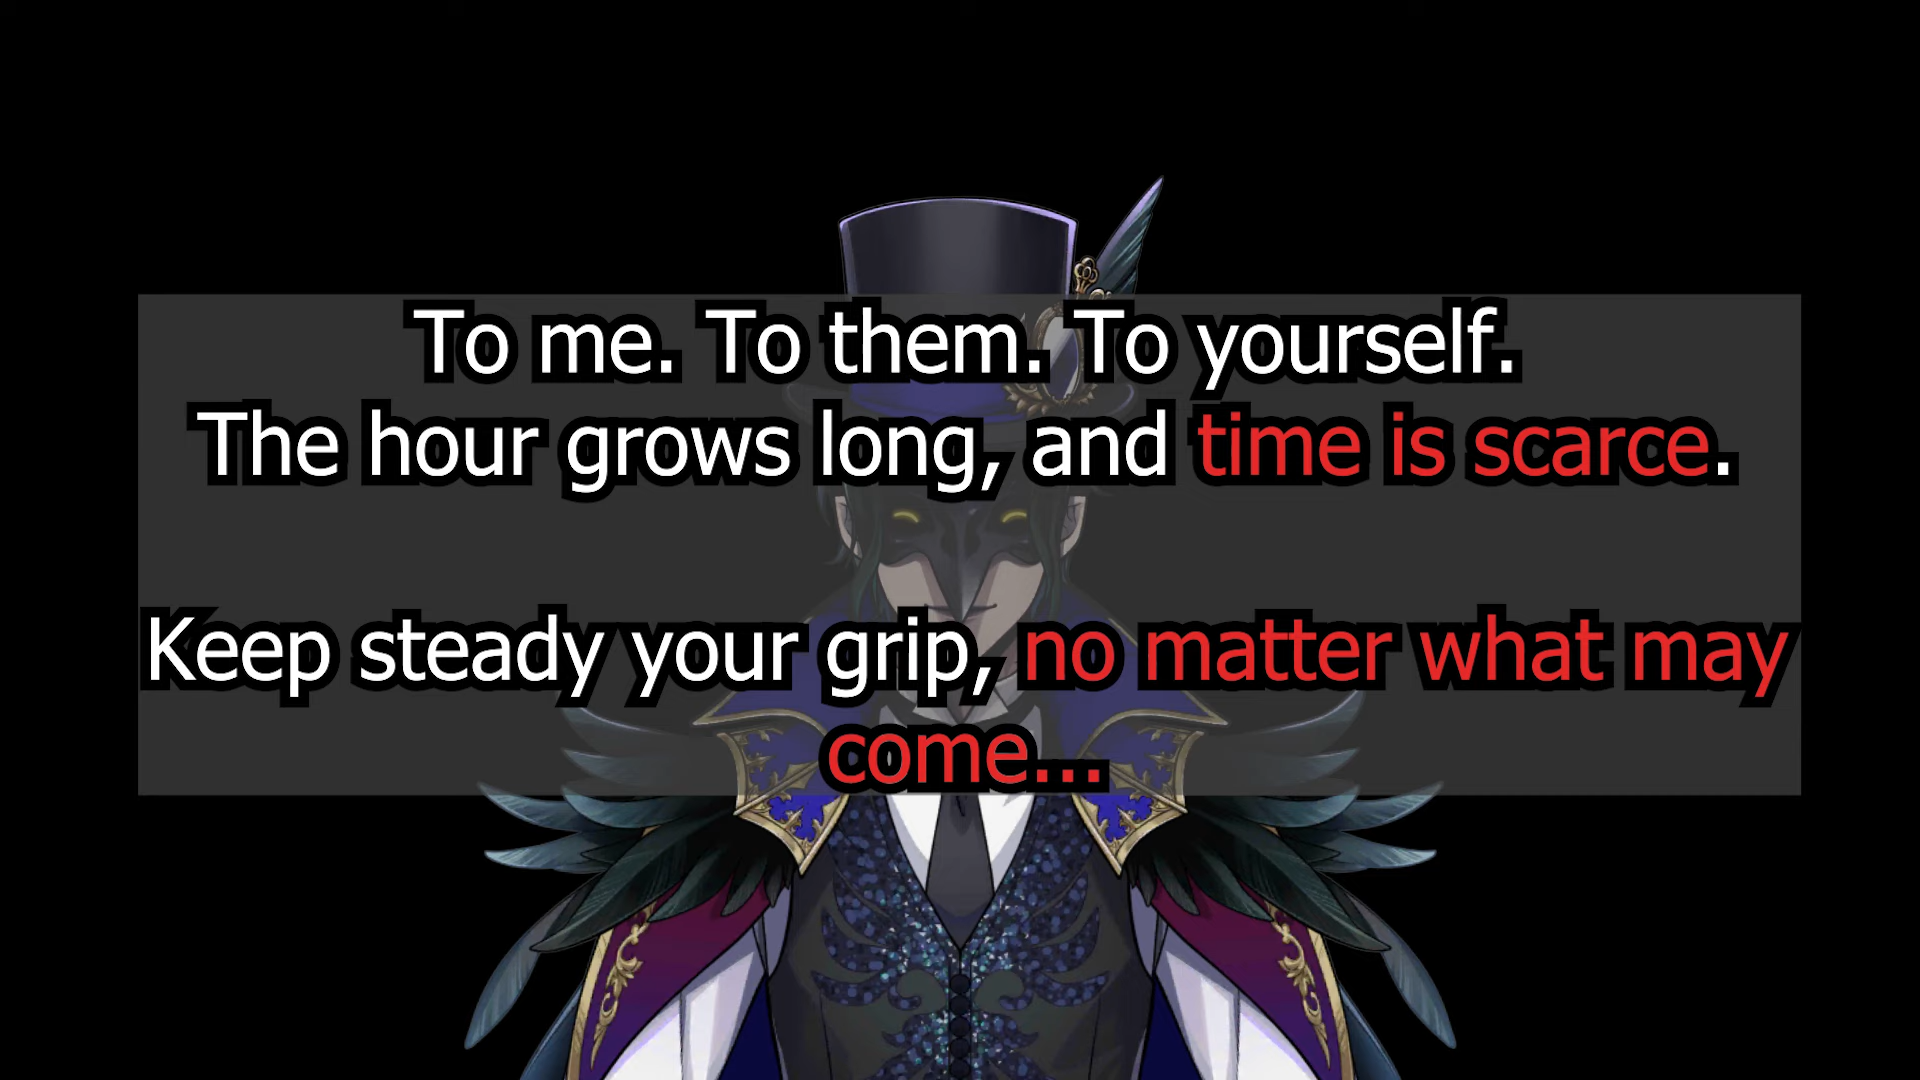 To me. To them. To yourself.
The hour grows long, and time is scarce.
Keep steady your grip, no matter what may
come...